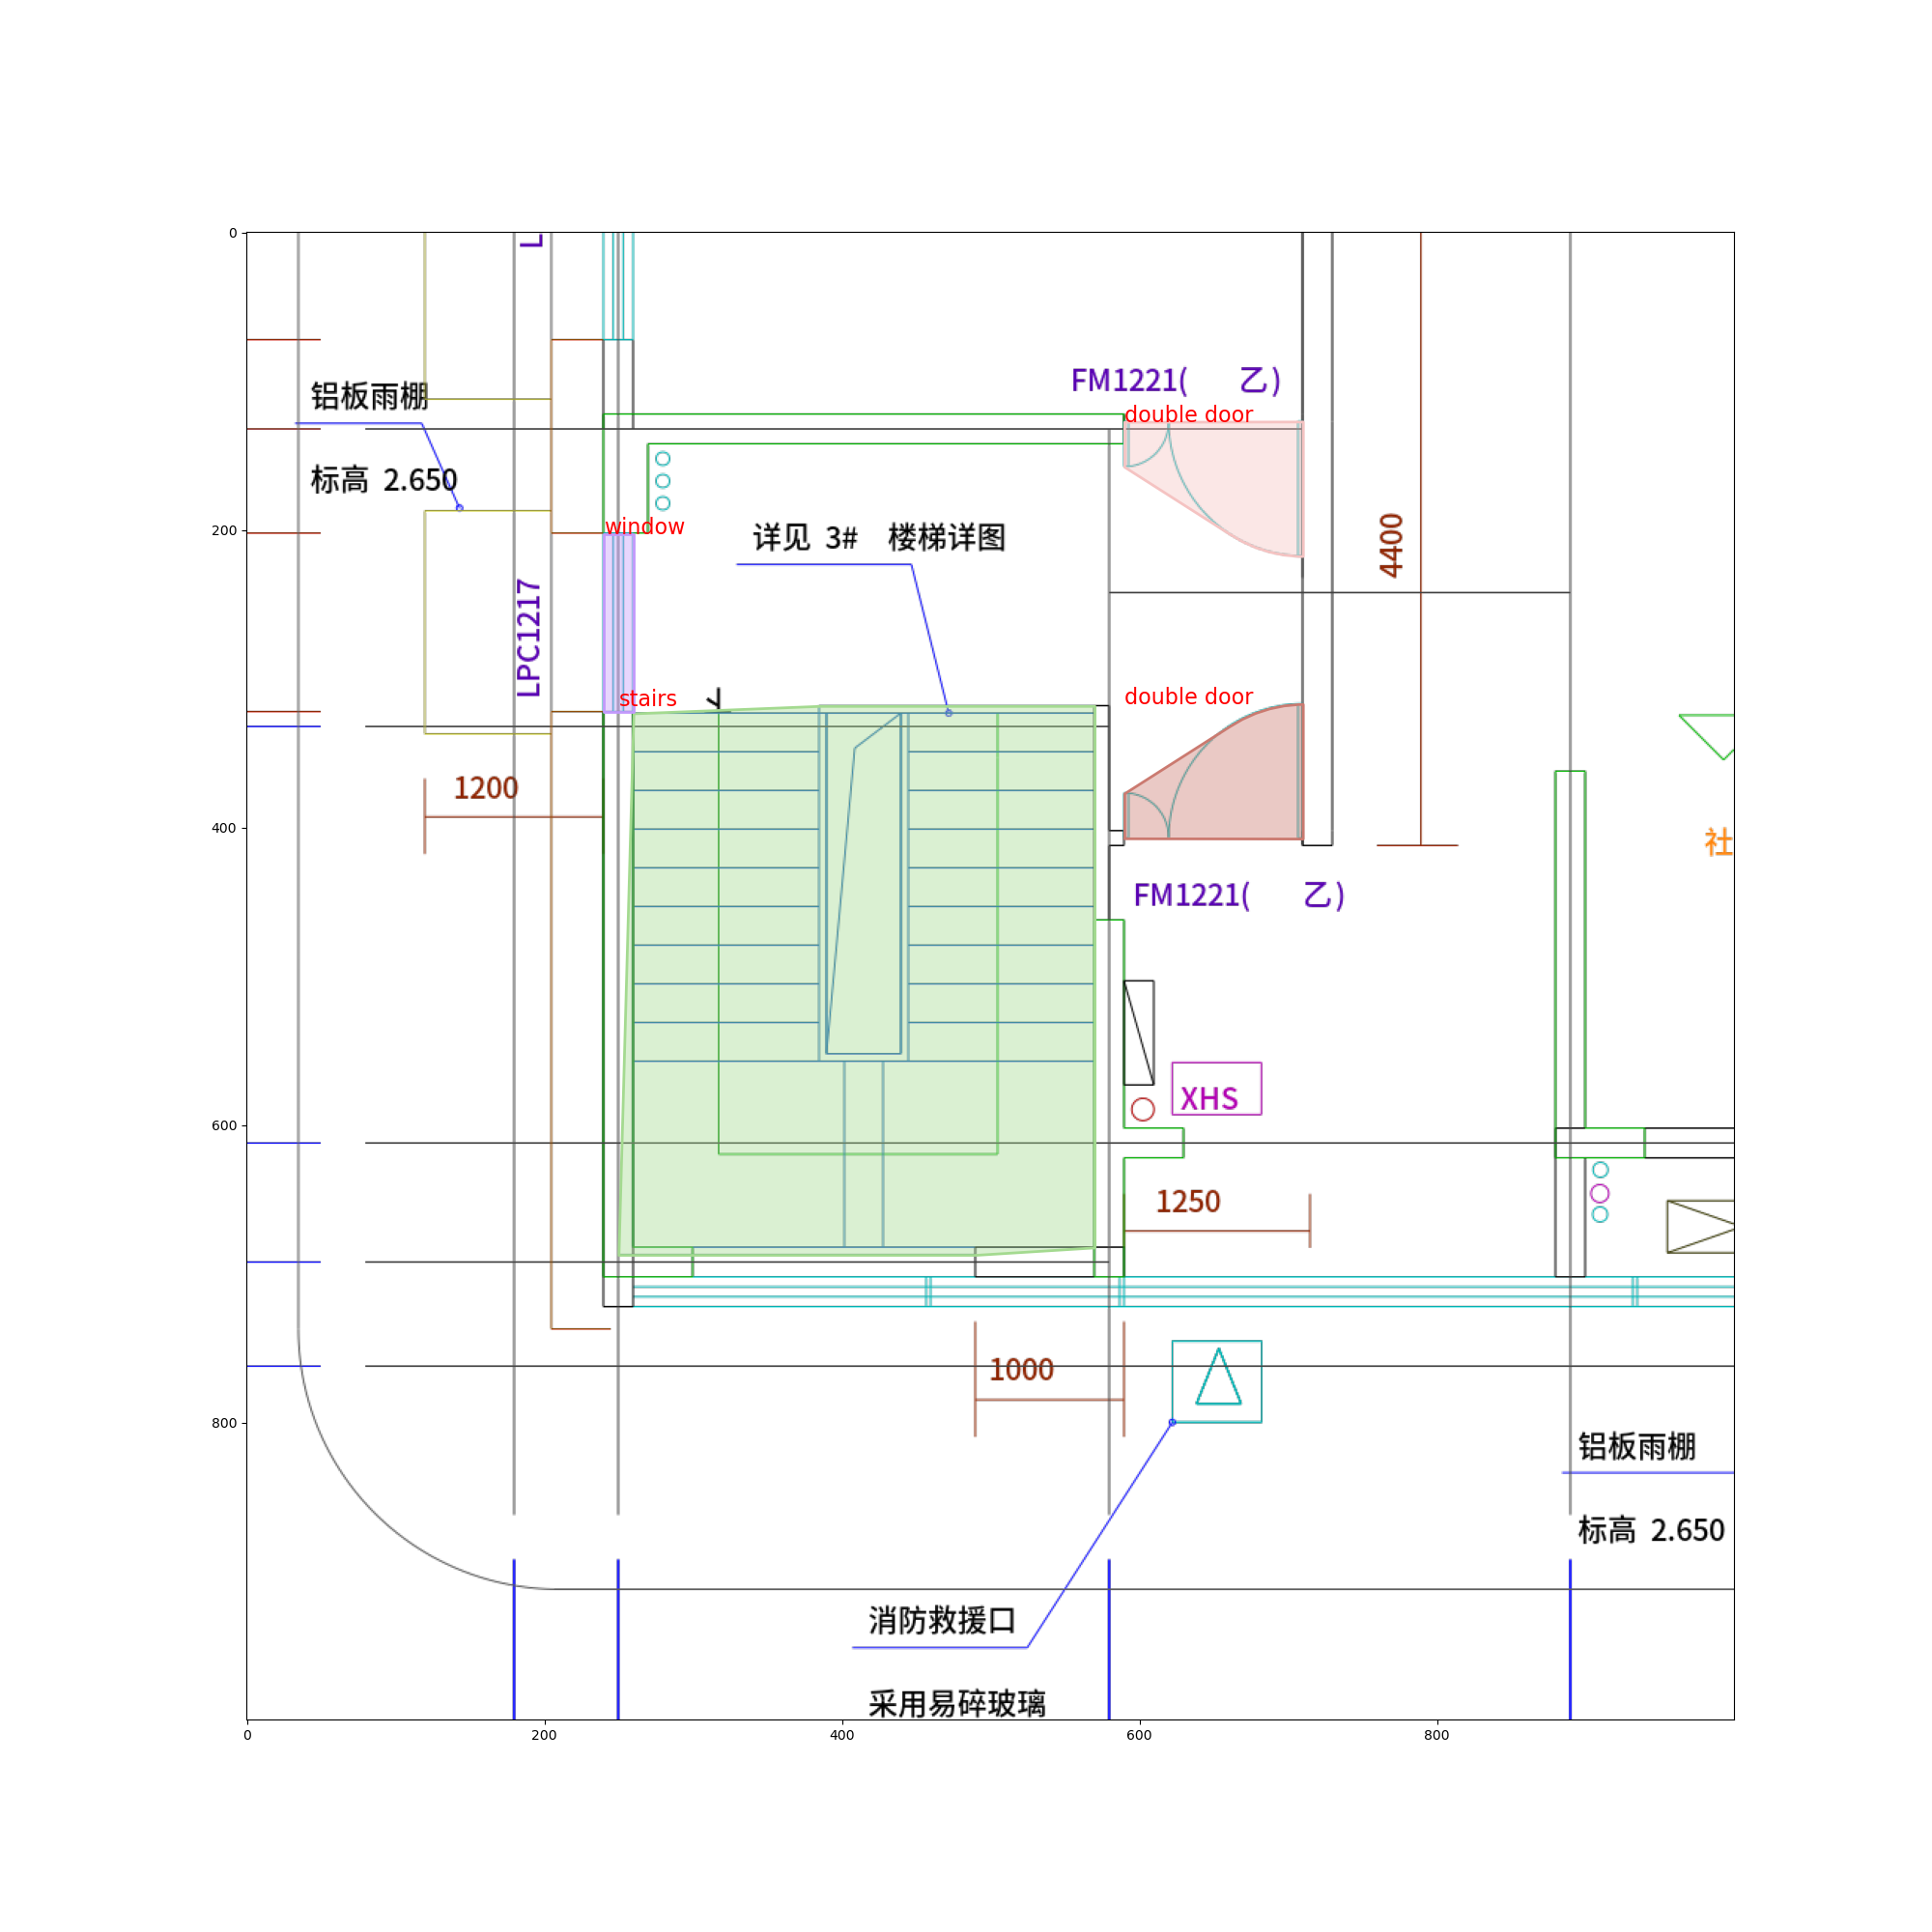 0
L
铝板雨棚
FM1221( 乙)
double door
标高 2.650
200
window
详见 3# 楼梯详图
4400
LPC1217
stairs
double door
1200
400
社
FM1221( 乙)
XHS
600
1250
1000
800
铝板雨棚
标高 2.650
消防救援口
采用易碎玻璃
0
200
400
600
800